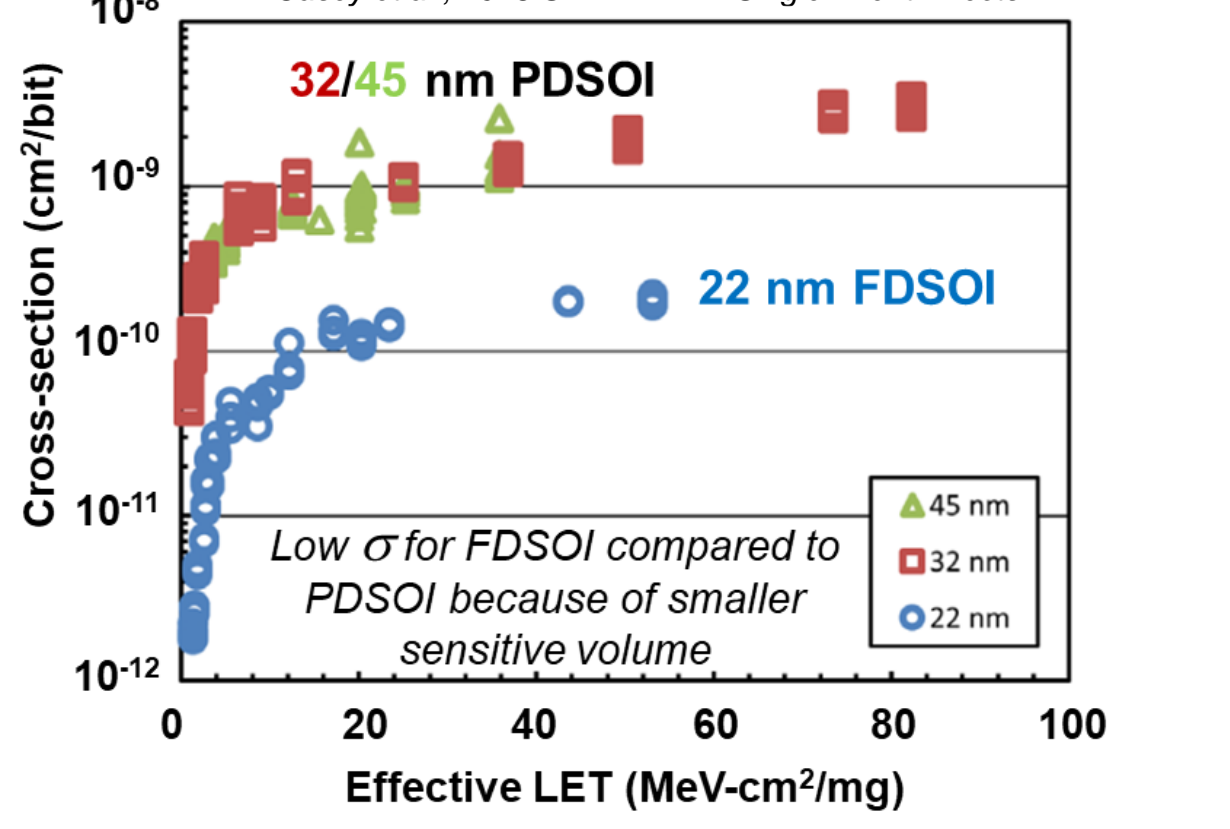 10-8
32/45 nm PDSOI
10-9
22 nm FDSOI
10-10
10-11
10-12
Cross-section (cm2/bit)
Low σ for FDSOI compared to
PDSOI because of smaller
sensitive volume
45 nm
32 nm
22 nm
0 20 40 60 80 100
Effective LET (MeV-cm2/mg)